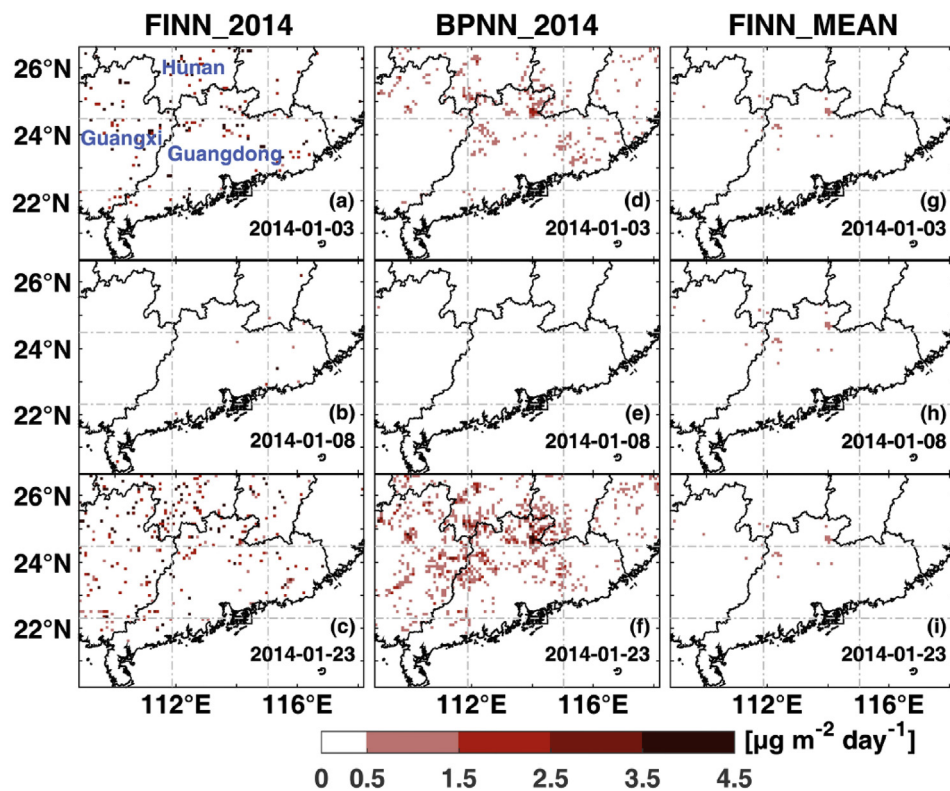 FINN_2014 BPNN_2014 FINN_MEAN
26°N
Hunan
24°N
Guangxi
Guangdong
22°N
(a) (d) (g)
2014-01-03 2014-01-03 2014-01-03
26°N
24°N
22°N
(b) (e) (h)
2014-01-08 2014-01-08 2014-01-08
26°N
24°N
22°N
(c) (f) (i)
2014-01-23 2014-01-23 2014-01-23
112°E 116°E 112°E 116°E 112°E 116°E
[µg m⁻² day⁻¹]
0 0.5 1.5 2.5 3.5 4.5